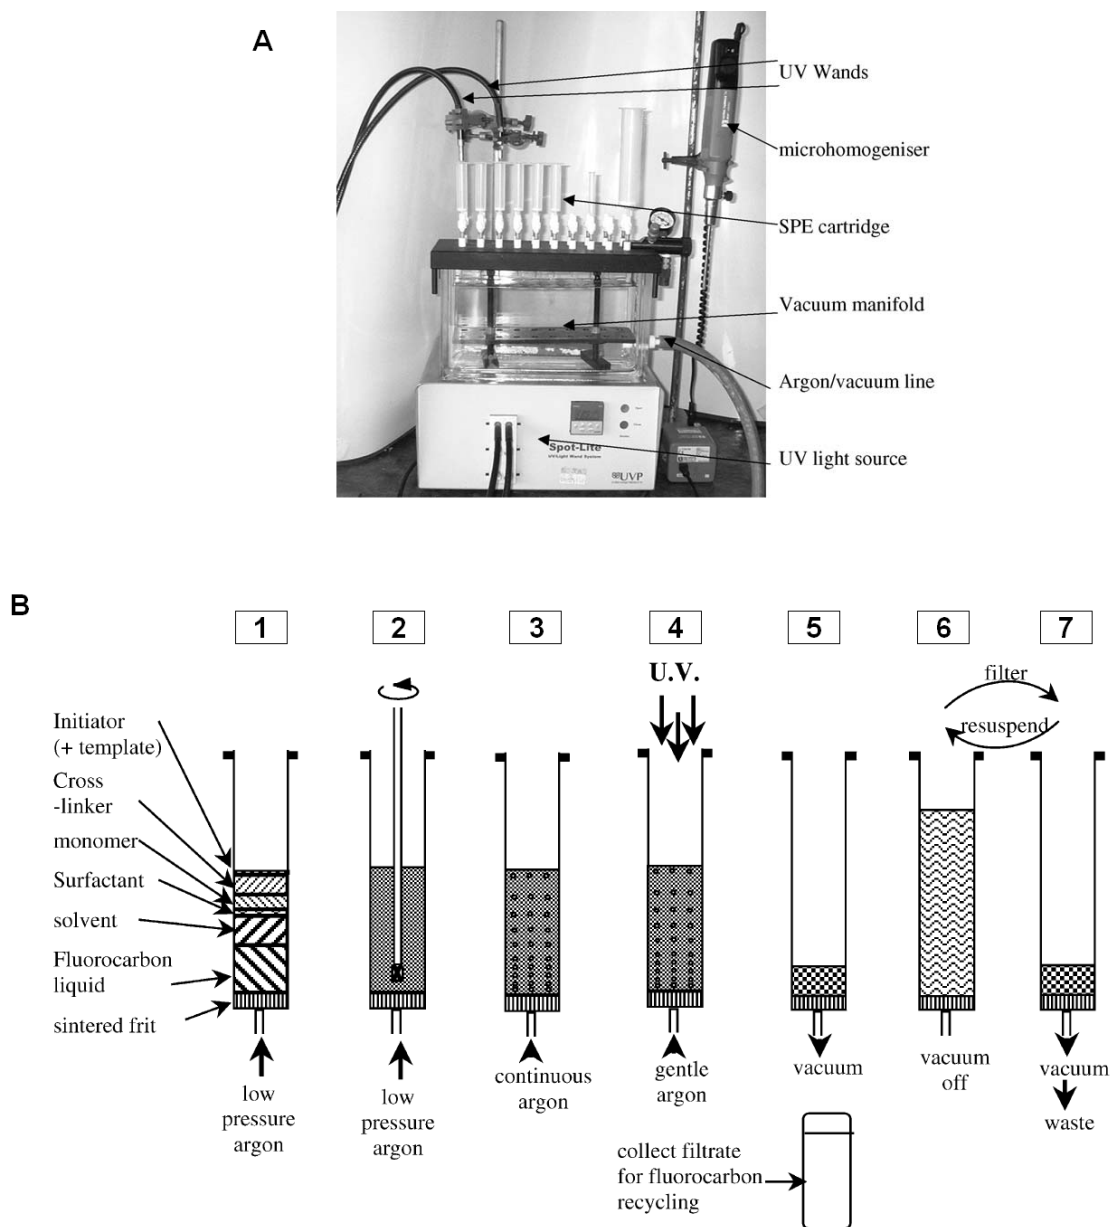 A
UV Wands
microhomogeniser
SPE cartridge
Vacuum manifold
Argon/vacuum line
UV light source
Spot-Lite
UVP
B
1
2
3
4
5
6
7
U.V.
filter
resuspend
Initiator
(+ template)
Cross
-linker
monomer
Surfactant
solvent
Fluorocarbon
liquid
sintered frit
low
pressure
argon
low
pressure
argon
continuous
argon
gentle
argon
vacuum
vacuum
off
vacuum
waste
collect filtrate
for fluorocarbon
recycling